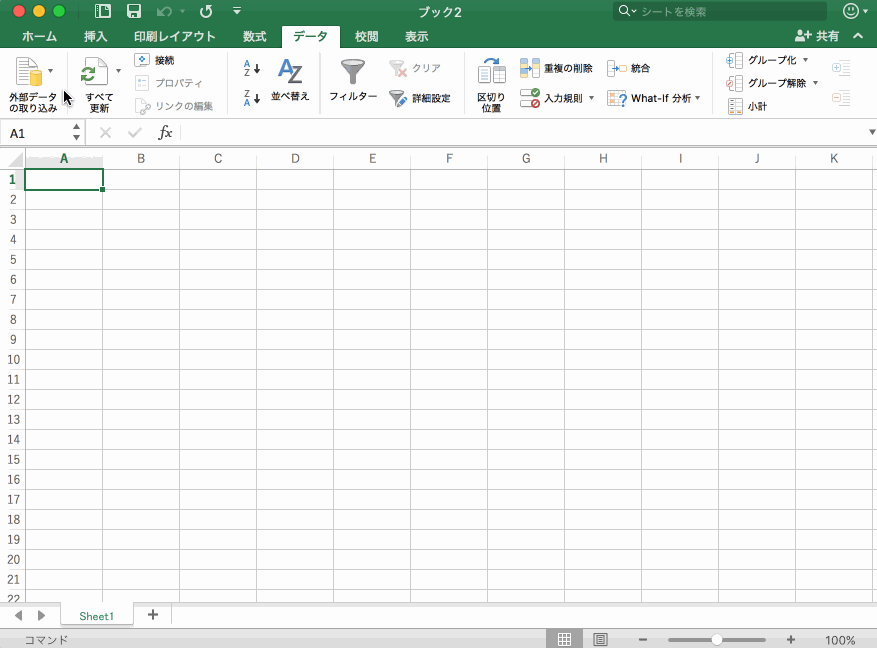 ブック2
シートを検索
ホーム 挿入 印刷レイアウト 数式 データ 校閲 表示 共有
外部データの取り込み
すべて更新
接続
プロパティ
リンクの編集
A Z
Z A
AZ
並べ替え
フィルター
クリア
詳細設定
区切り位置
重複の削除
入力規則
統合
What-If 分析
グループ化
グループ解除
小計
A1 fx
A B C D E F G H I J K
1
2
3
4
5
6
7
8
9
10
11
12
13
14
15
16
17
18
19
20
21
22
Sheet1 +
コマンド 100%